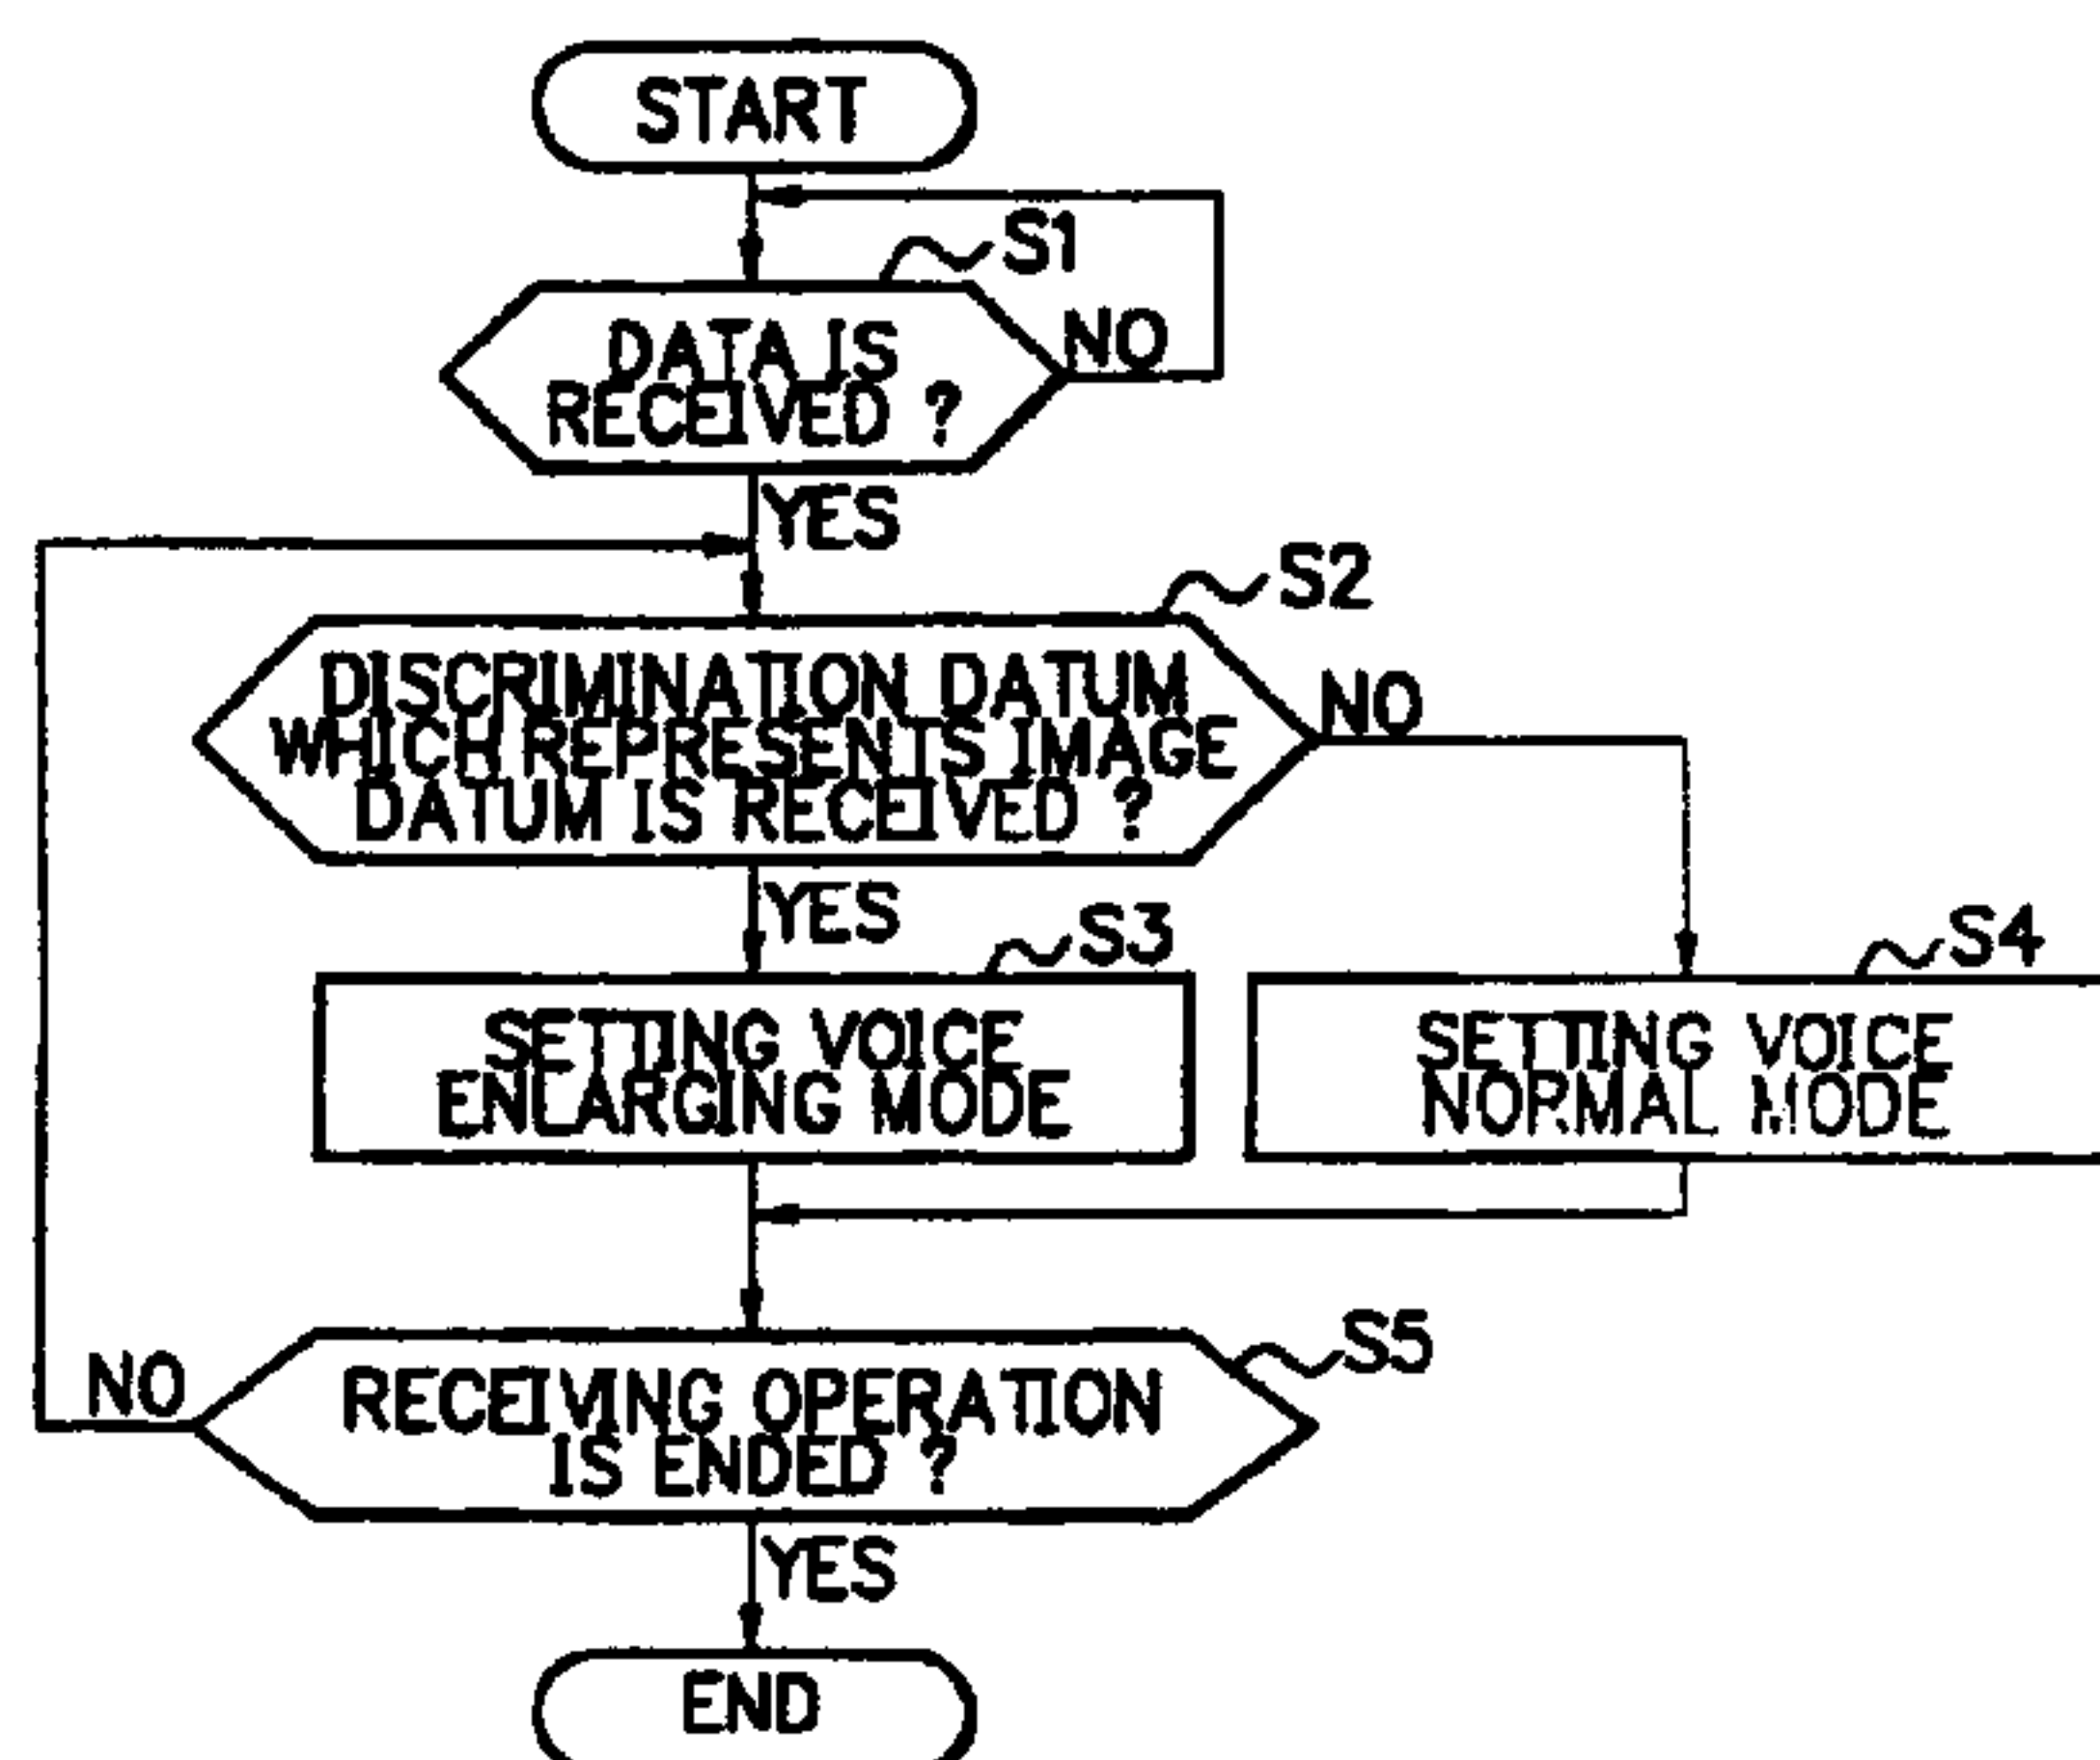 START
S1
DATA IS
RECEIVED ?
NO
YES
S2
DISCRIMINATION DATUM
WHICH REPRESENTS IMAGE
DATUM IS RECEIVED ?
NO
YES
S3
S4
SETTING VOICE
ENLARGING MODE
SETTING VOICE
NORMAL MODE
S5
NO
RECEIVING OPERATION
IS ENDED ?
YES
END